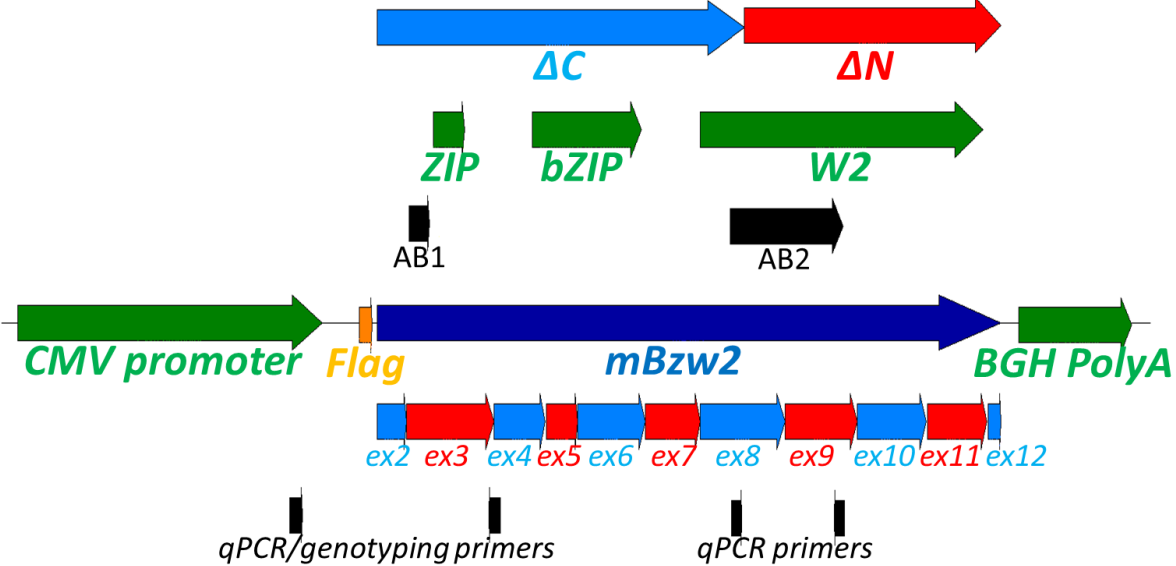 ΔC ΔN
ZIP bZIP W2
AB1 AB2
CMV promoter Flag mBzw2 BGH PolyA
ex2 ex3 ex4 ex5 ex6 ex7 ex8 ex9 ex10 ex11 ex12
qPCR/genotyping primers qPCR primers